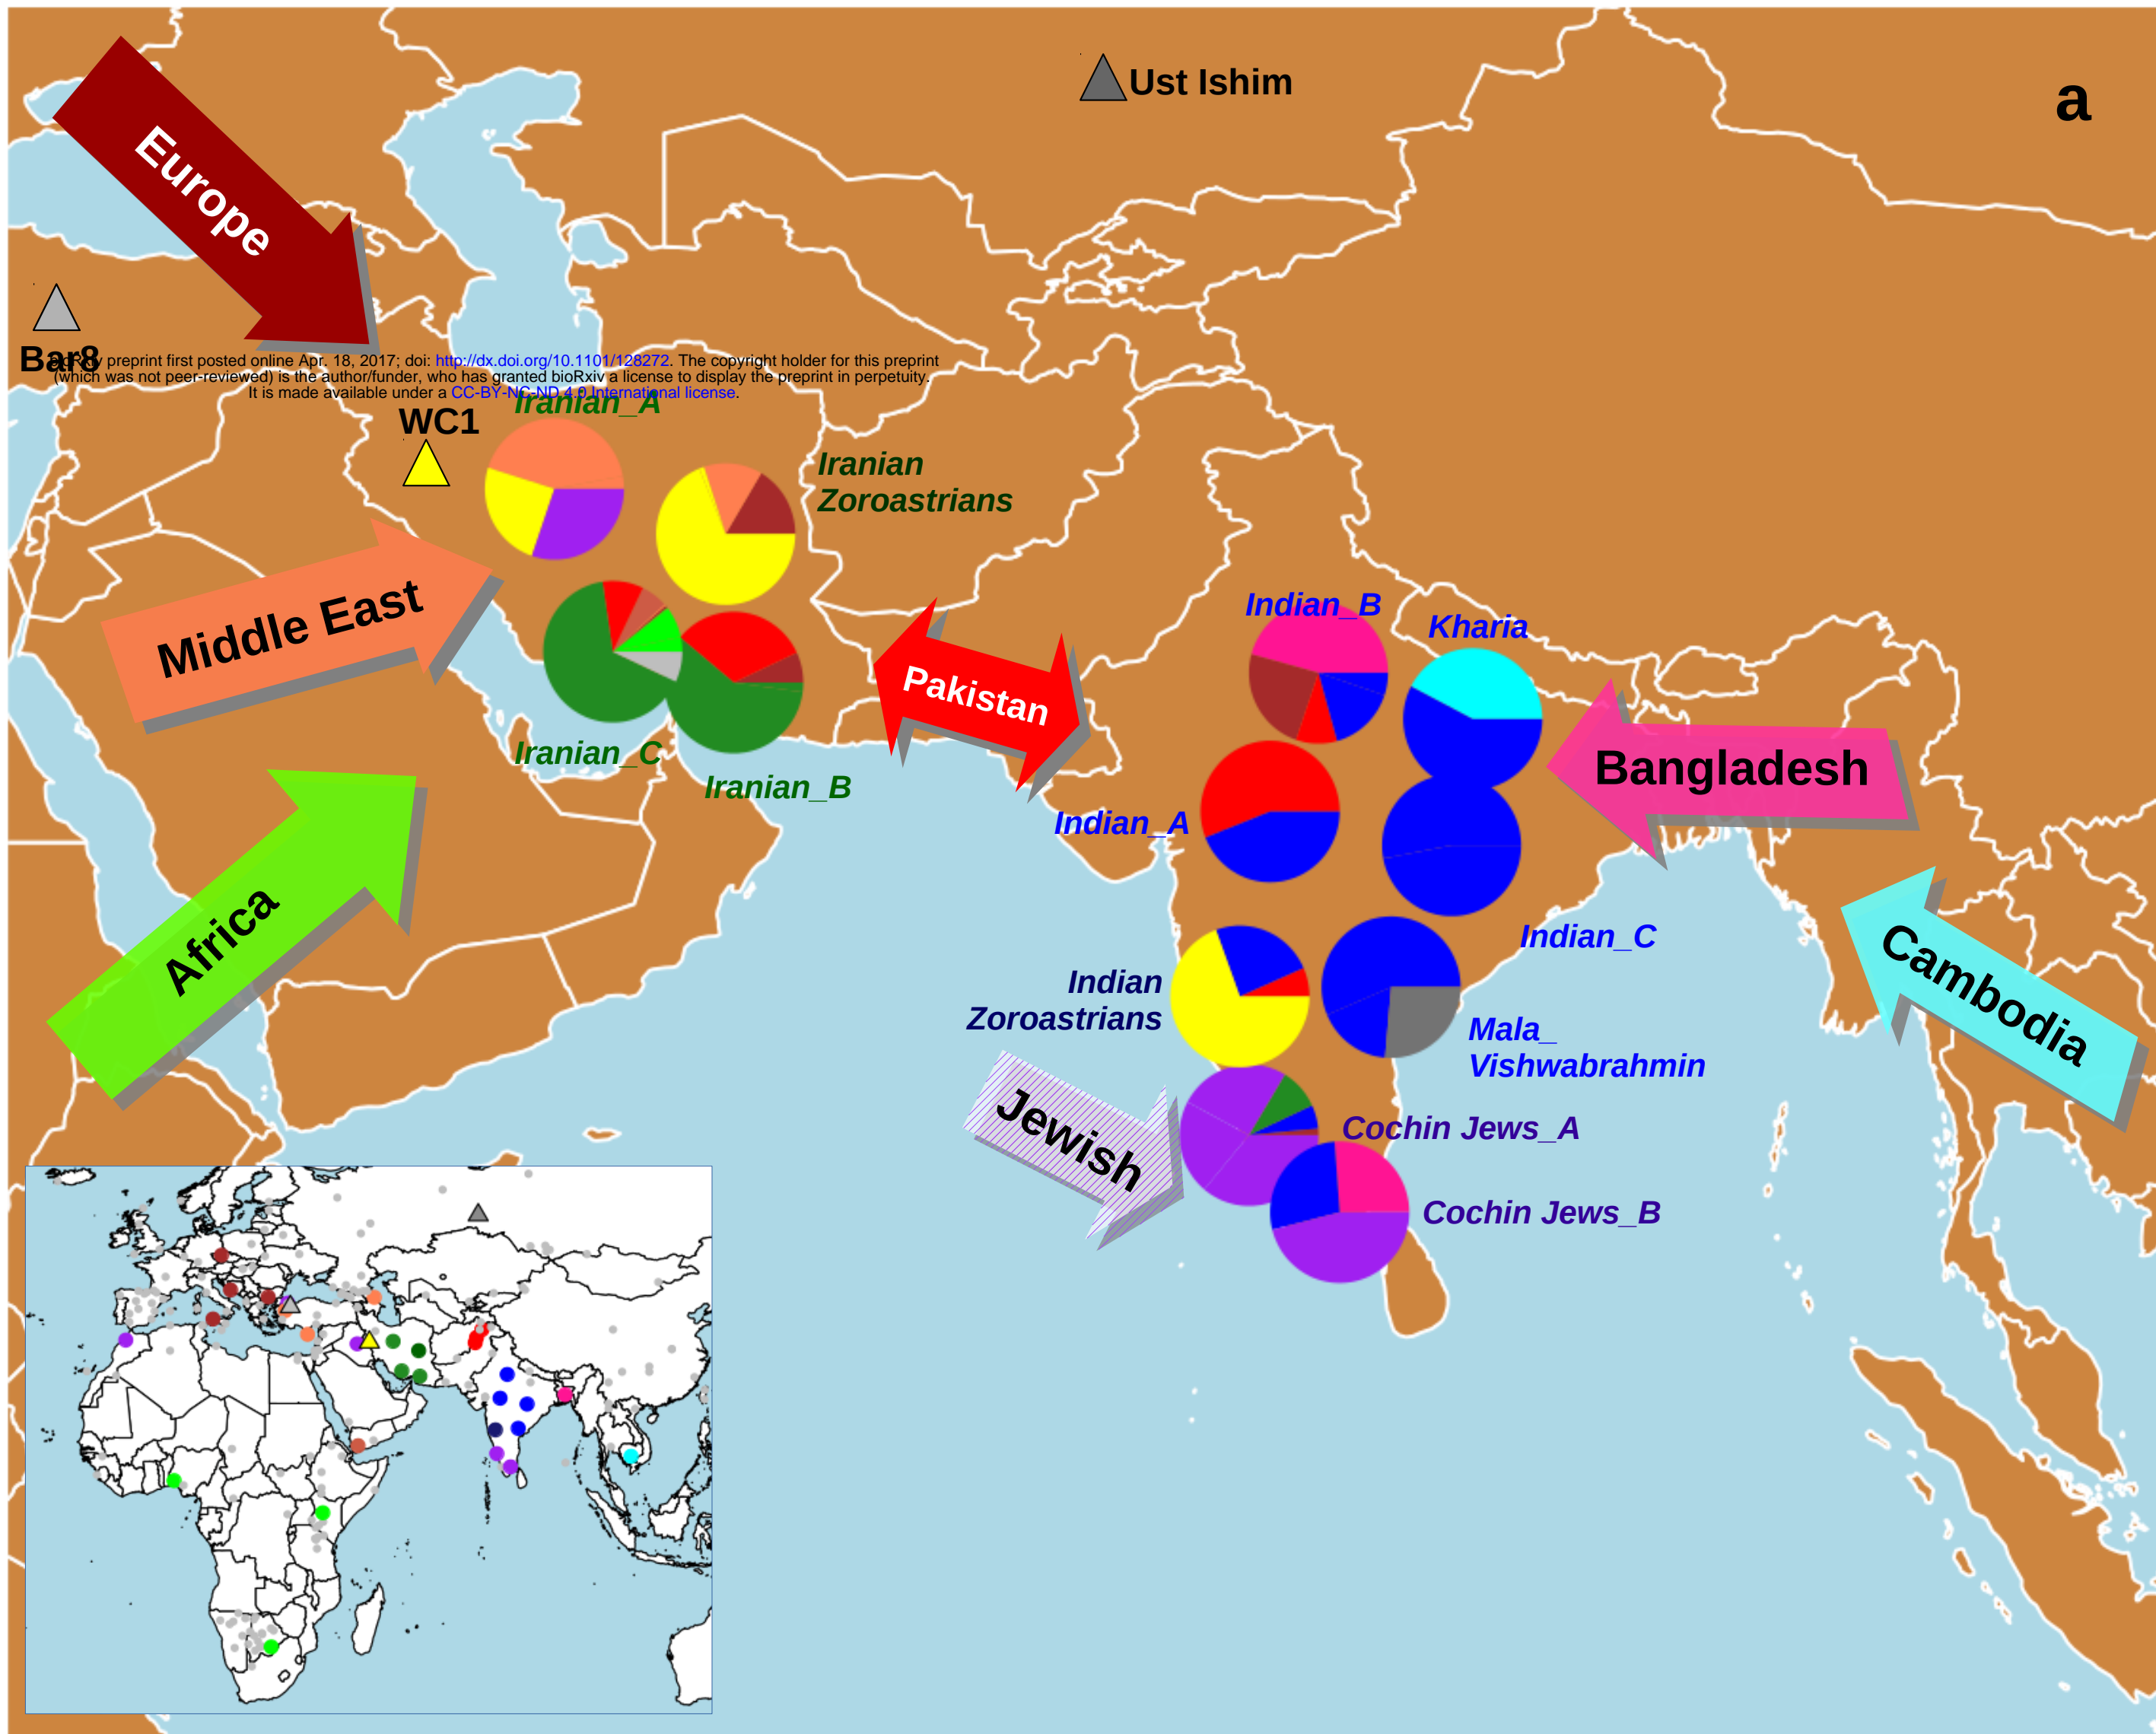 Ust Ishim
a
Europe
Bar8
bioRxiv preprint first posted online Apr. 18, 2017; doi: http://dx.doi.org/10.1101/128272. The copyright holder for this preprint
(which was not peer-reviewed) is the author/funder, who has granted bioRxiv a license to display the preprint in perpetuity.
It is made available under a CC-BY-NC-ND 4.0 International license.
Iranian_A
WC1
Iranian
Zoroastrians
Middle East
Indian_B
Kharia
Pakistan
Iranian_C
Iranian_B
Bangladesh
Indian_A
Africa
Indian_C
Cambodia
Indian
Zoroastrians
Mala_
Vishwabrahmin
Jewish
Cochin Jews_A
Cochin Jews_B